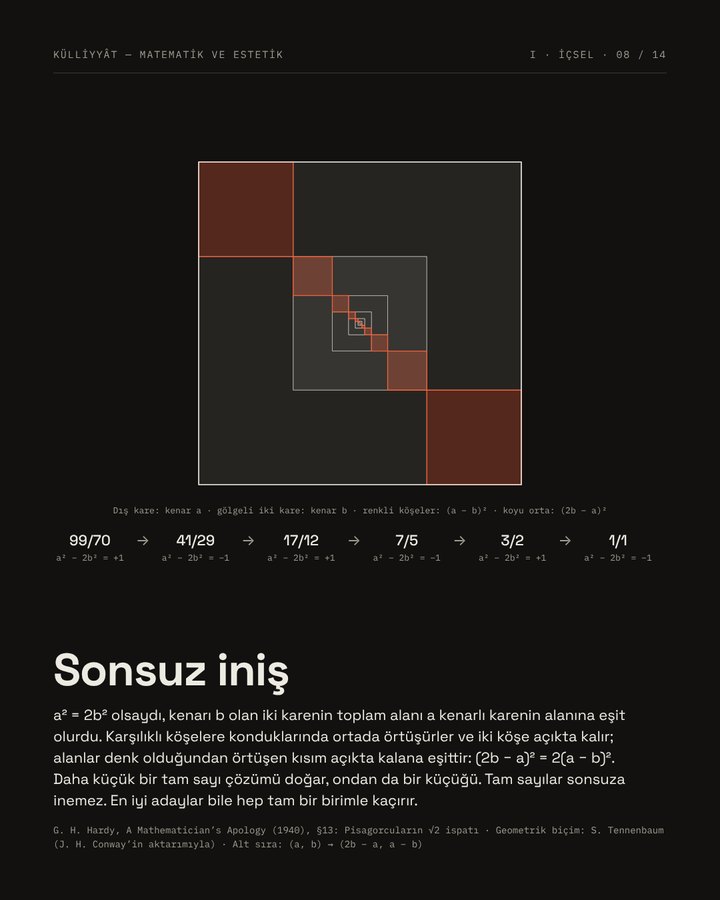 KÜLLİYYÂT — MATEMATİK VE ESTETİK
I · İÇSEL · 08 / 14
Dış kare: kenar a · gölgeli iki kare: kenar b · renkli köşeler: (a − b)² · koyu orta: (2b − a)²
99/70 → 41/29 → 17/12 → 7/5 → 3/2 → 1/1
a² − 2b² = +1 a² − 2b² = −1 a² − 2b² = +1 a² − 2b² = −1 a² − 2b² = +1 a² − 2b² = −1
Sonsuz iniş
a² = 2b² olsaydı, kenarı b olan iki karenin toplam alanı a kenarlı karenin alanına eşit
olurdu. Karşılıklı köşelere konduklarında ortada örtüşürler ve iki köşe açıkta kalır;
alanlar denk olduğundan örtüşen kısım açıkta kalana eşittir: (2b − a)² = 2(a − b)².
Daha küçük bir tam sayı çözümü doğar, ondan da bir küçüğü. Tam sayılar sonsuza
inemez. En iyi adaylar bile hep tam bir birimle kaçırır.
G. H. Hardy, A Mathematician’s Apology (1940), §13: Pisagorcuların √2 ispatı · Geometrik biçim: S. Tennenbaum
(J. H. Conway’in aktarımıyla) · Alt sıra: (a, b) → (2b − a, a − b)